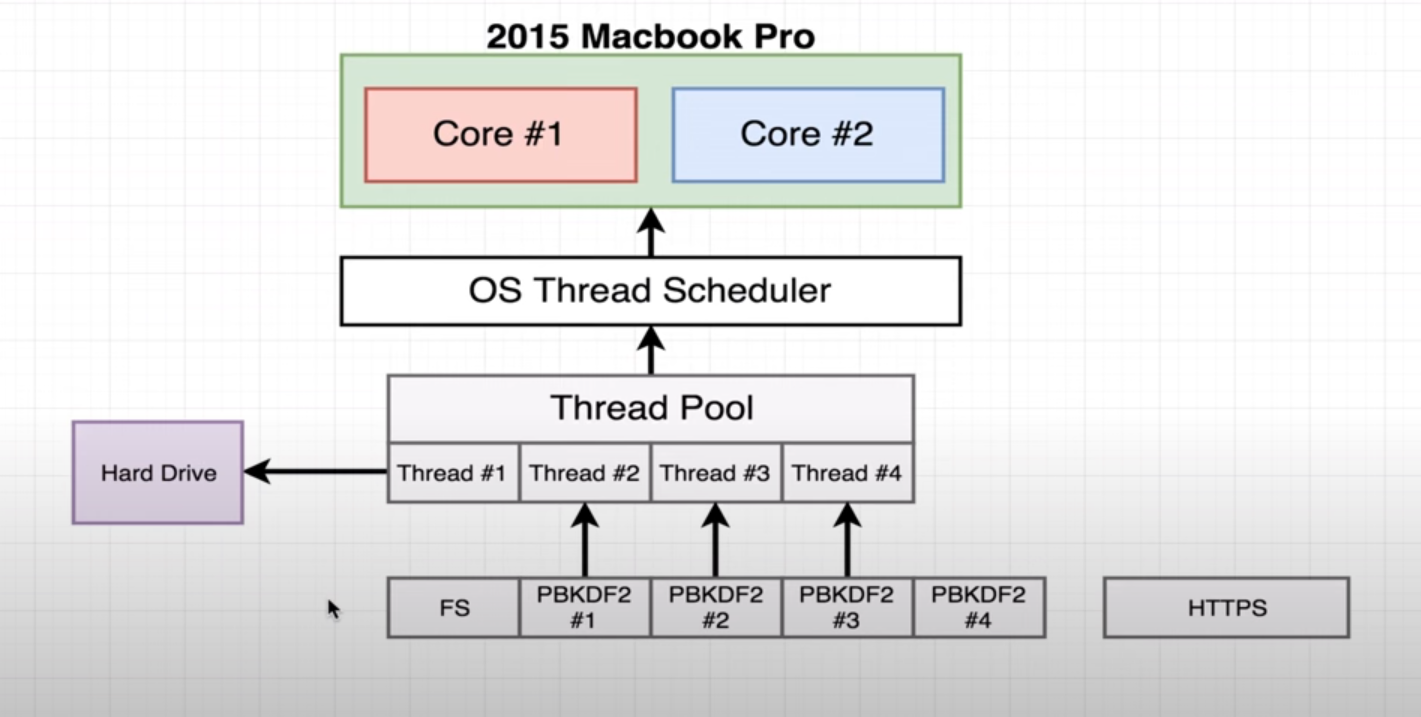 2015 Macbook Pro
Core #1
Core #2
OS Thread Scheduler
Thread Pool
Hard Drive
Thread #1
Thread #2
Thread #3
Thread #4
FS
PBKDF2
#1
PBKDF2
#2
PBKDF2
#3
PBKDF2
#4
HTTPS